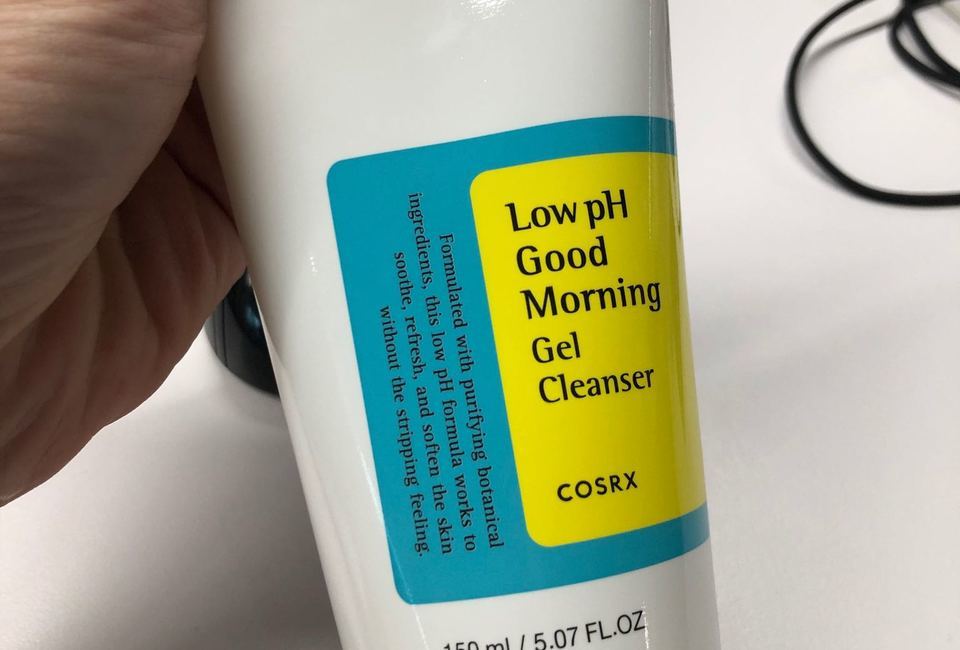 Low pH
Good
Morning
Gel
Cleanser
COSRX
Formulated with purifying botanical
ingredients, this low pH formula works to
soothe, refresh, and soften the skin
without the stripping feeling.
150 ml / 5.07 FL.OZ